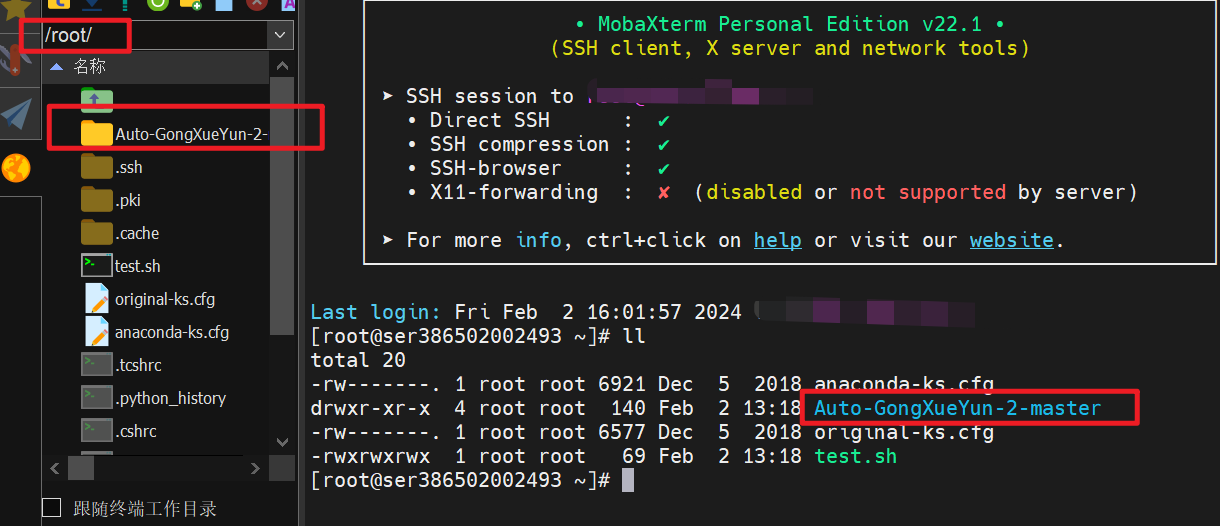 /root/
名称
Auto-GongXueYun-2-
.ssh
.pki
.cache
test.sh
original-ks.cfg
anaconda-ks.cfg
.tcshrc
.python_history
.cshrc
跟随终端工作目录
• MobaXterm Personal Edition v22.1 •
(SSH client, X server and network tools)
➤ SSH session to
• Direct SSH : ✔
• SSH compression : ✔
• SSH-browser : ✔
• X11-forwarding : ✘ (disabled or not supported by server)
➤ For more info, ctrl+click on help or visit our website.
Last login: Fri Feb 2 16:01:57 2024
[root@ser386502002493 ~]# ll
total 20
-rw-------. 1 root root 6921 Dec 5 2018 anaconda-ks.cfg
drwxr-xr-x 4 root root 140 Feb 2 13:18 Auto-GongXueYun-2-master
-rw-------. 1 root root 6577 Dec 5 2018 original-ks.cfg
-rwxrwxrwx 1 root root 69 Feb 2 13:18 test.sh
[root@ser386502002493 ~]#